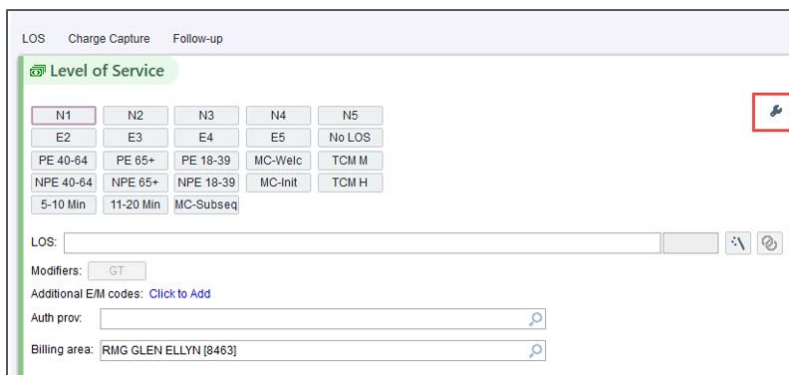 LOS Charge Capture Follow-up
Level of Service
N1 N2 N3 N4 N5
E2 E3 E4 E5 No LOS
PE 40-64 PE 65+ PE 18-39 MC-Welc TCM M
NPE 40-64 NPE 65+ NPE 18-39 MC-Init TCM H
5-10 Min 11-20 Min MC-Subseq
LOS:
Modifiers: GT
Additional E/M codes: Click to Add
Auth prov:
Billing area: RMG GLEN ELLYN [8463]